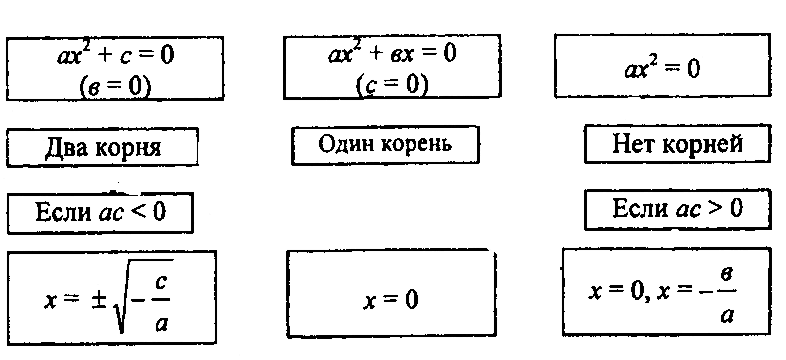 ax² + c = 0
(в = 0)
ax² + вx = 0
(c = 0)
ax² = 0
Два корня
Один корень
Нет корней
Если ac < 0
Если ac > 0
x = ± √(−c/a)
x = 0
x = 0, x = −в/a